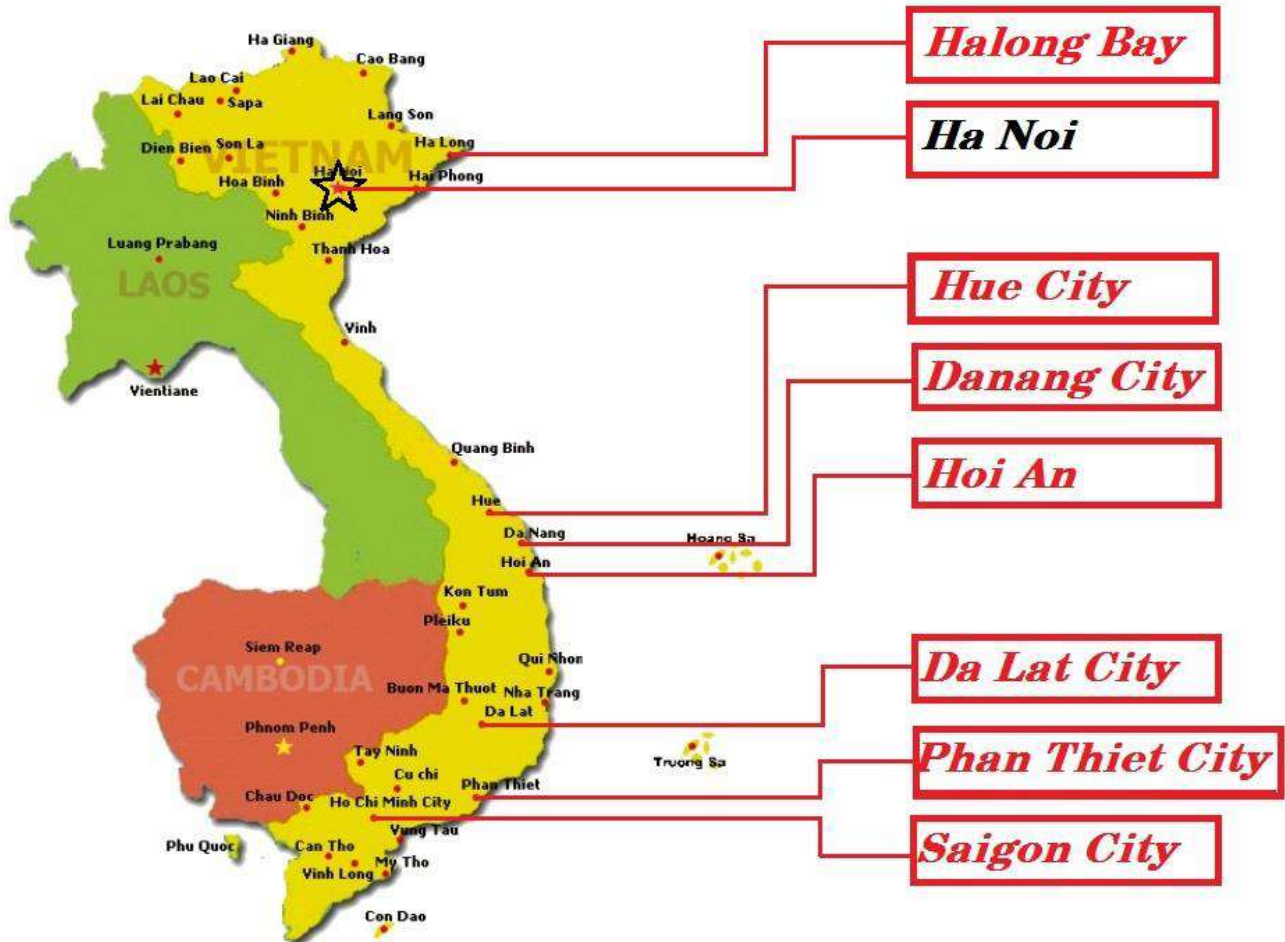 Halong Bay
Ha Noi
Hue City
Danang City
Hoi An
Da Lat City
Phan Thiet City
Saigon City
Ha Giang
Cao Bang
Lao Cai
Lai Chau
Sapa
Lang Son
VIETNAM
Dien Bien
Son La
Ha Long
Ha Noi
Hoa Binh
Hai Phong
Ninh Binh
Luang Prabang
Thanh Hoa
LAOS
Vinh
Vientiane
Quang Binh
Hue
Da Nang
Hoang Sa
Hoi An
Kon Tum
Pleiku
Siem Reap
Qui Nhon
CAMBODIA
Buon Ma Thuot
Nha Trang
Da Lat
Phnom Penh
Tay Ninh
Truong Sa
Cu chi
Phan Thiet
Chau Doc
Ho Chi Minh City
Vung Tau
Phu Quoc
Can Tho
My Tho
Vinh Long
Con Dao